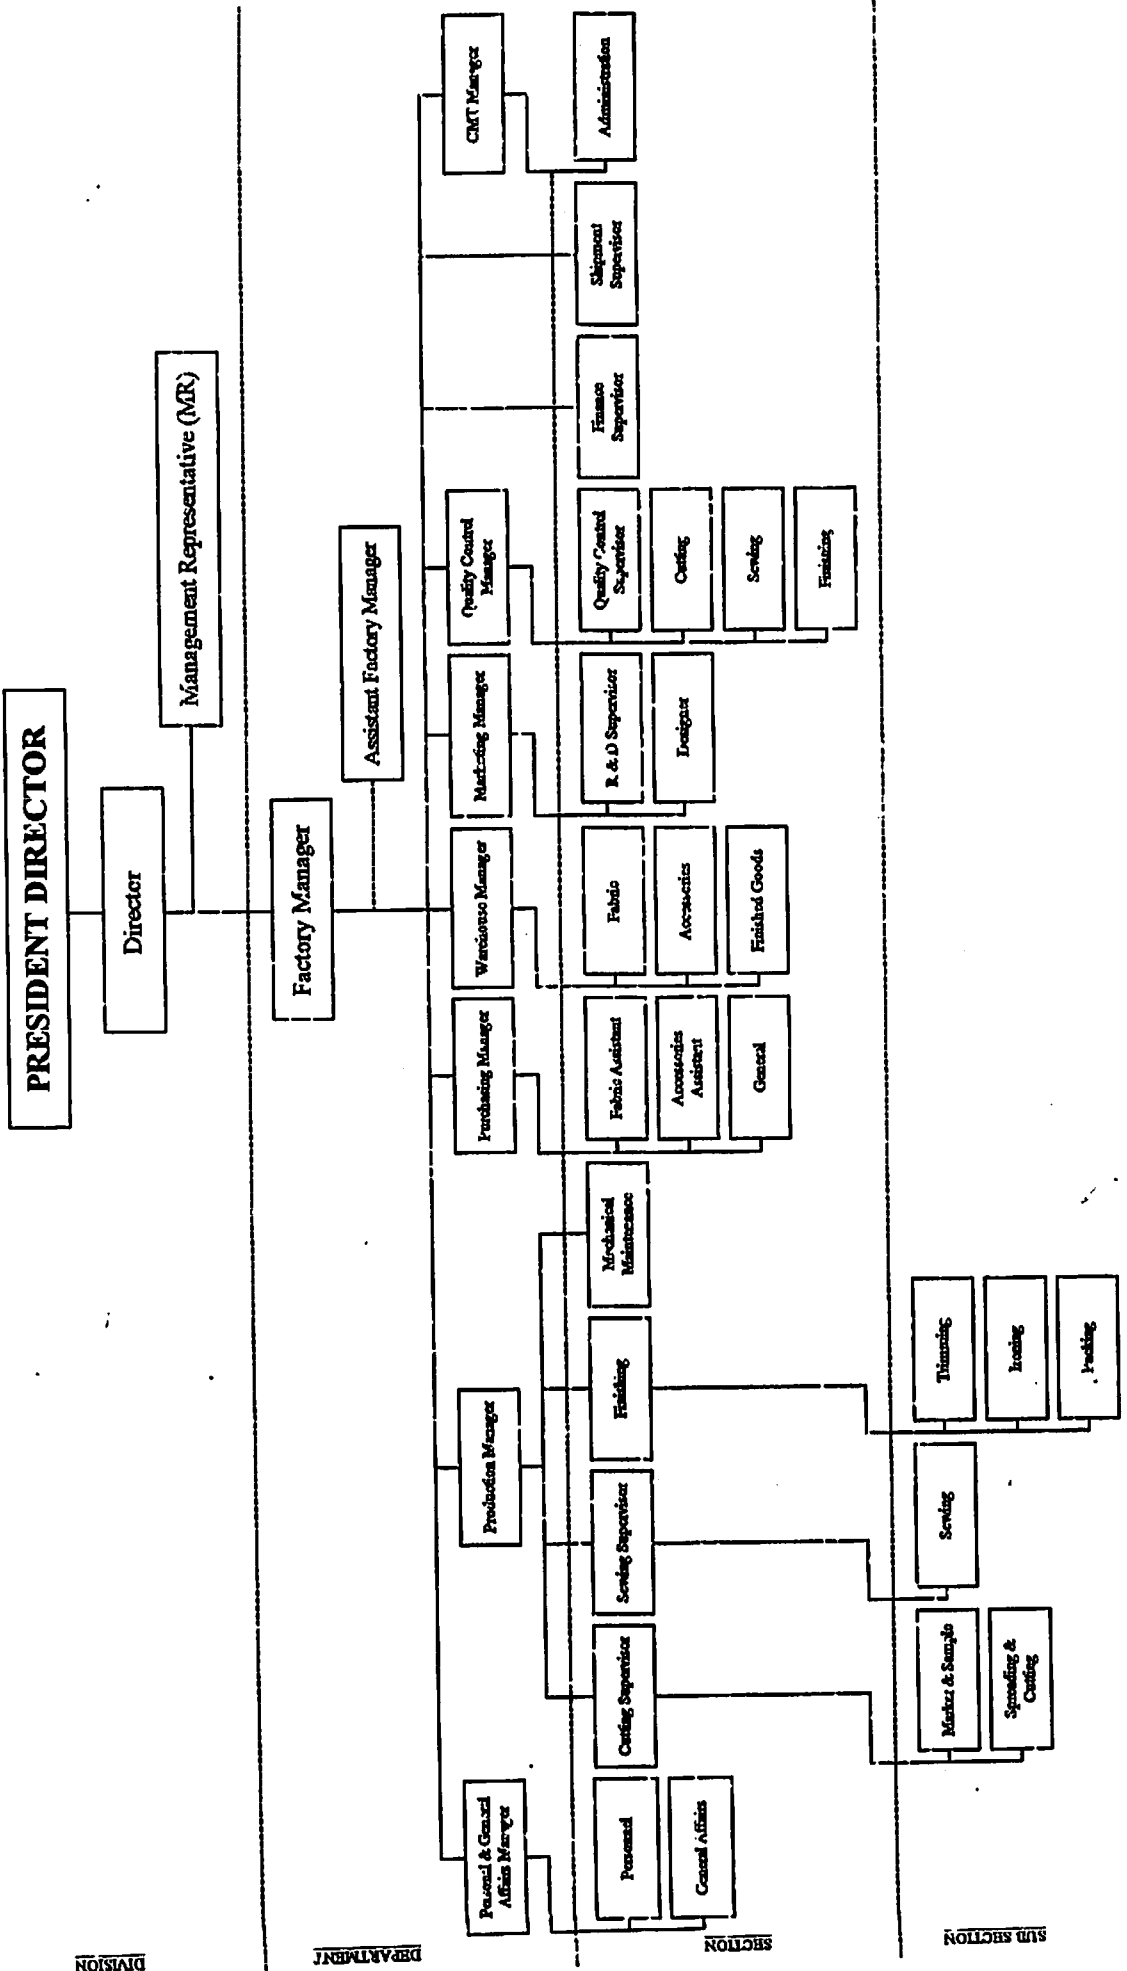 PRESIDENT DIRECTOR
Director
Management Representative (MR)
Factory Manager
Assistant Factory Manager
Personal & General
Affairs Manager
Production Manager
Purchasing Manager
Warehouse Manager
Marketing Manager
Quality Control
Manager
CMT Manager
Personnel
General Affairs
Cutting Supervisor
Sewing Supervisor
Finishing
Mechanical
Maintenance
Fabric Assistant
Accessories
Assistant
General
Fabric
Accessories
Finished Goods
R & D Supervisor
Designer
Quality Control
Supervisor
Cutting
Sewing
Finishing
Finance
Supervisor
Shipment
Supervisor
Administration
Market & Sample
Spreading &
Cutting
Sewing
Trimming
Ironing
Packing
DIVISION
DEPARTMENT
SECTION
SUB SECTION